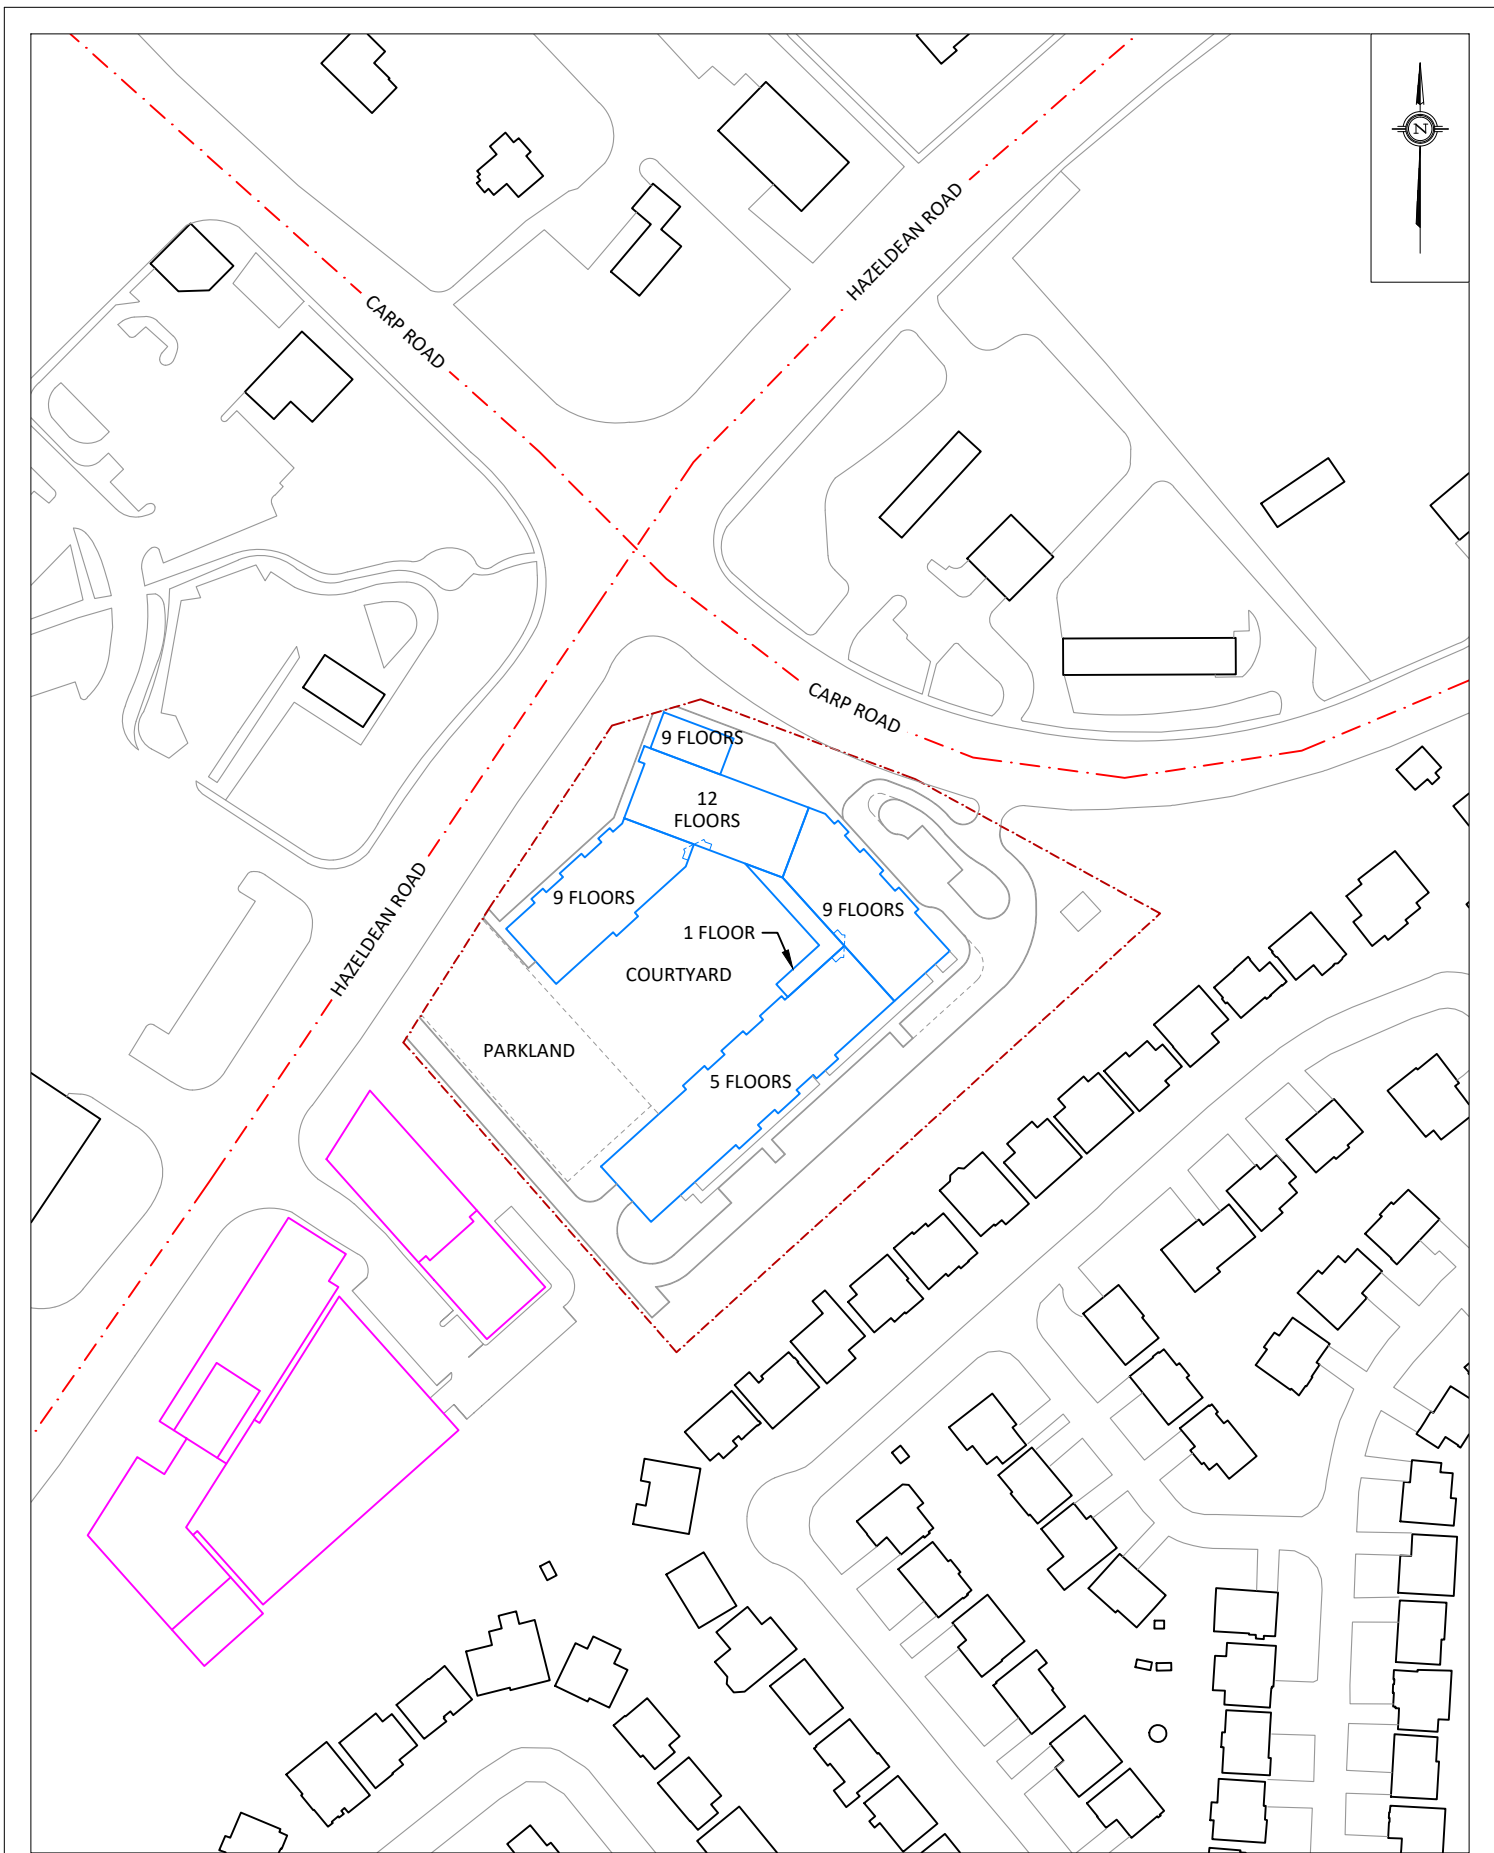 N
HAZELDEAN ROAD
CARP ROAD
CARP ROAD
9 FLOORS
12
FLOORS
9 FLOORS
9 FLOORS
1 FLOOR
HAZELDEAN ROAD
COURTYARD
PARKLAND
5 FLOORS